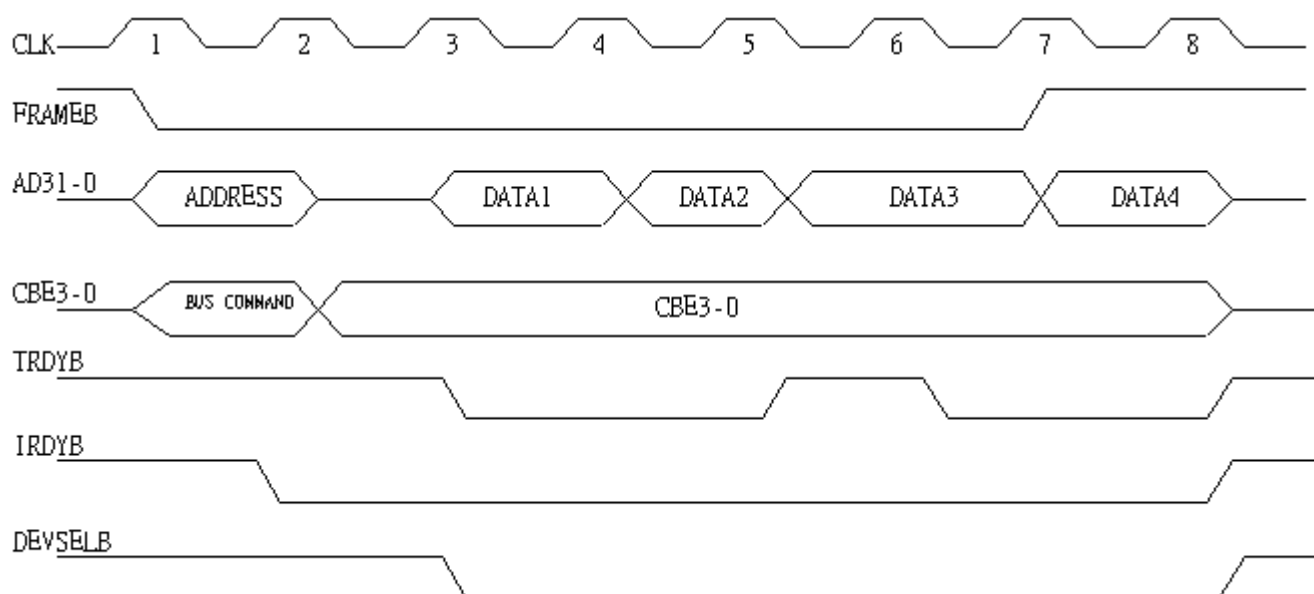 CLK 1 2 3 4 5 6 7 8
FRAMEB
AD31-0 ADDRESS DATA1 DATA2 DATA3 DATA4
CBE3-0 BUS COMMAND CBE3-0
TRDYB
IRDYB
DEVSELB